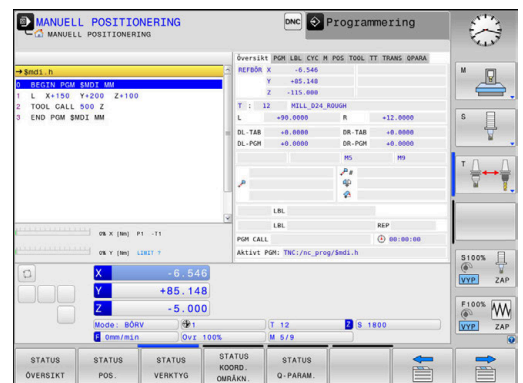 MANUELL POSITIONERING
MANUELL POSITIONERING
DNC
Programmering
→$mdi.h
0 BEGIN PGM $MDI MM
1 L X+150 Y+200 Z+100
2 TOOL CALL 500 Z
3 END PGM $MDI MM
0% X [Nm] P1 -T1
0% Y [Nm] LIMIT ?
Översikt PGM LBL CYC M POS TOOL TT TRANS QPARA
REFBÖR X -6.546
Y +85.148
Z -115.000
T : 12 MILL_D24_ROUGH
L +90.0000 R +12.0000
DL-TAB +0.0000 DR-TAB +0.0000
DL-PGM +0.0000 DR-PGM +0.0000
M5 M9
LBL
LBL REP
PGM CALL 00:00:00
Aktivt PGM: TNC:/nc_prog/$mdi.h
X -6.546
Y +85.148
Z -5.000
Mode: BÖRV 1 T 12 Z S 1800
F 0mm/min Ovr 100% M 5/9
M
S
T
S100%
VYP ZAP
F100%
VYP ZAP
STATUS ÖVERSIKT
STATUS POS.
STATUS VERKTYG
STATUS KOORD. OMRÄKN.
STATUS Q-PARAM.